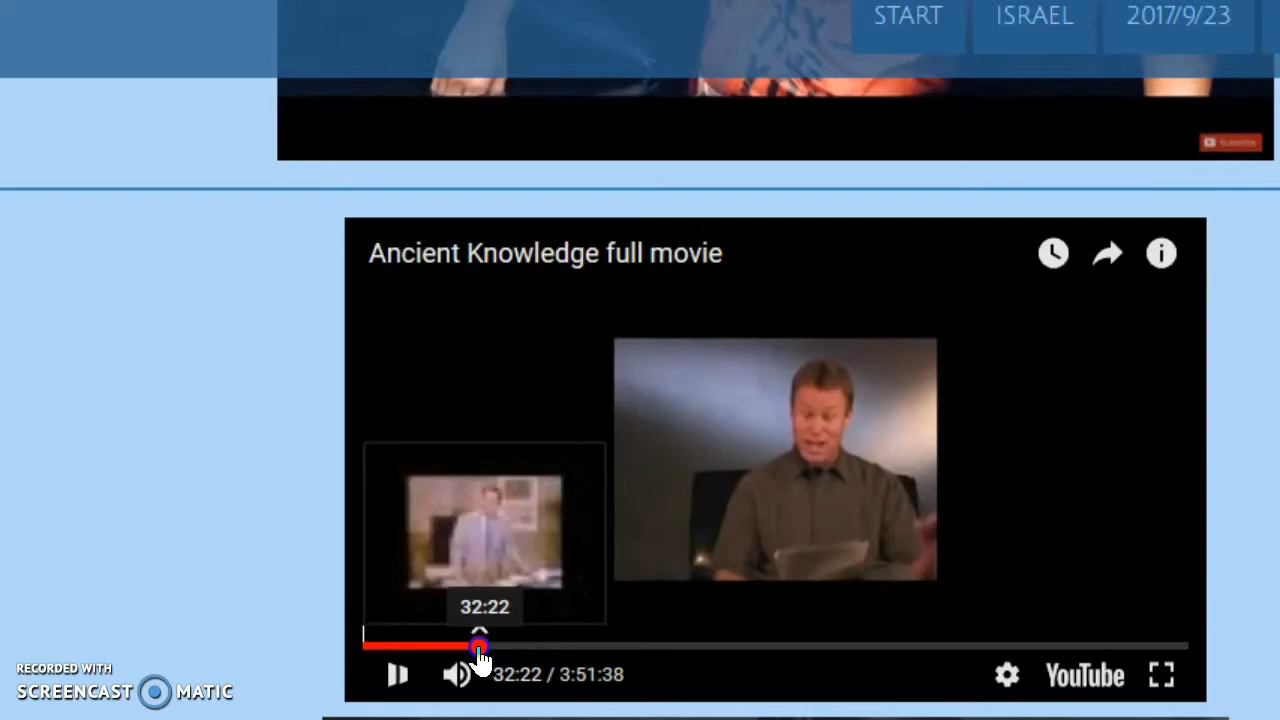 START
ISRAEL
2017/9/23
Subscribe
Ancient Knowledge full movie
32:22
32:22 / 3:51:38
YouTube
RECORDED WITH
SCREENCAST MATIC